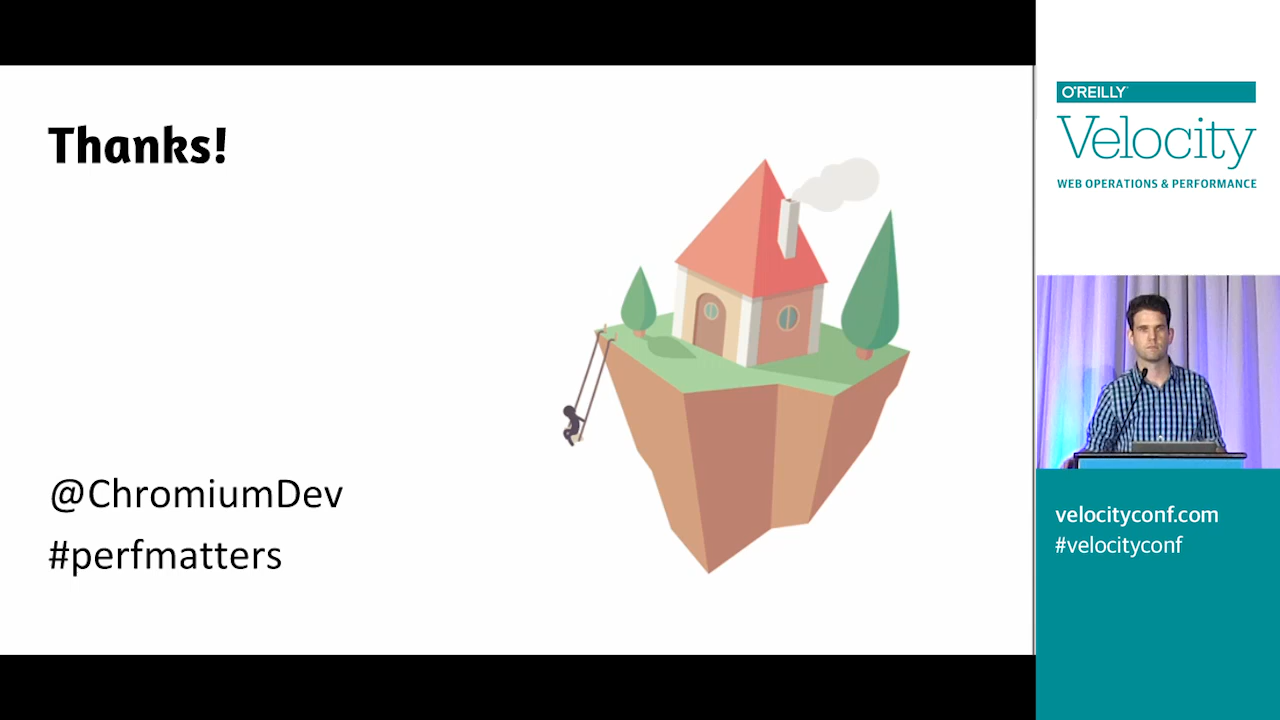 Thanks!
@ChromiumDev
#perfmatters
O'REILLY
Velocity
WEB OPERATIONS & PERFORMANCE
velocityconf.com
#velocityconf